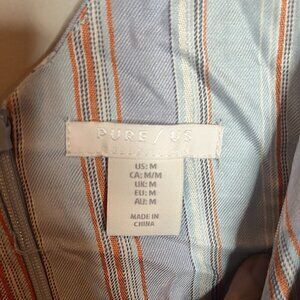 PURE / US
US: M
CA: M/M
UK: M
EU: M
AU: M
MADE IN
CHINA